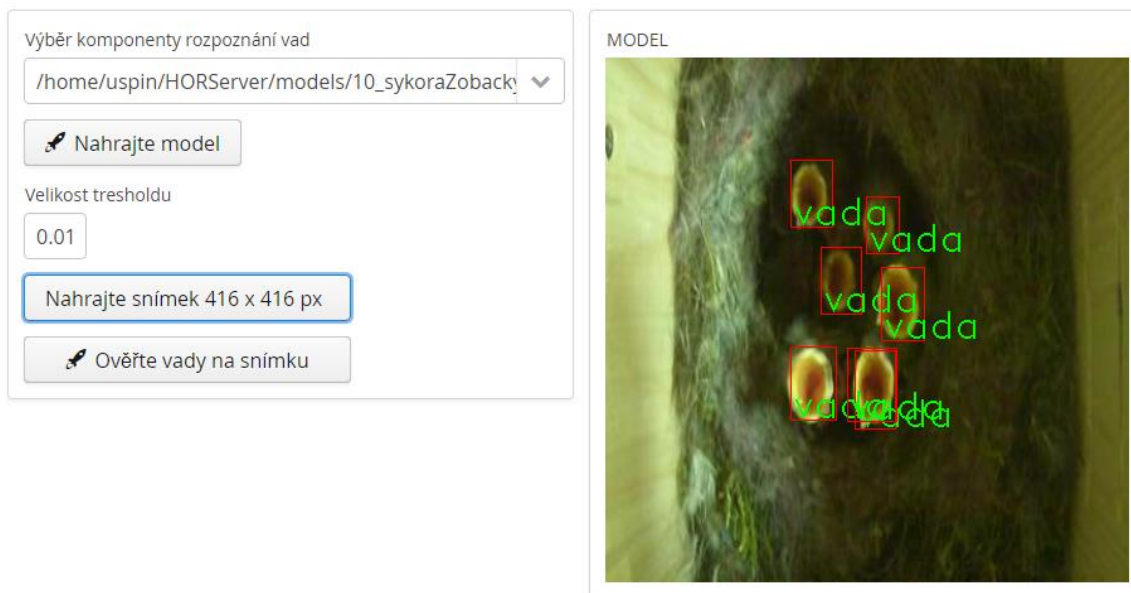 Výběr komponenty rozpoznání vad
/home/uspin/HORServer/models/10_sykoraZobacky
Nahrajte model
Velikost tresholdu
0.01
Nahrajte snímek 416 x 416 px
Ověřte vady na snímku
MODEL
vada
vada
vada
vada
vada
vada
vada